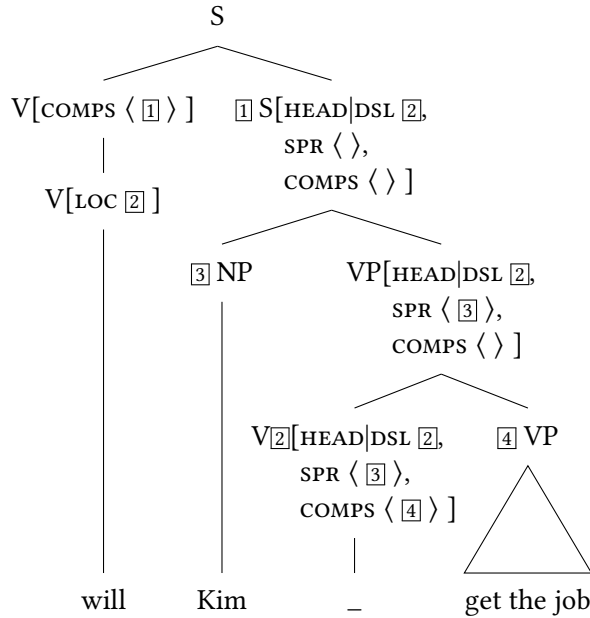 S
V[COMPS ⟨ 1 ⟩ ] 1 S[HEAD|DSL 2,
SPR ⟨ ⟩,
COMPS ⟨ ⟩ ]
V[LOC 2 ]
3 NP VP[HEAD|DSL 2,
SPR ⟨ 3 ⟩,
COMPS ⟨ ⟩ ]
V2[HEAD|DSL 2, 4 VP
SPR ⟨ 3 ⟩,
COMPS ⟨ 4 ⟩ ]
will Kim _ get the job